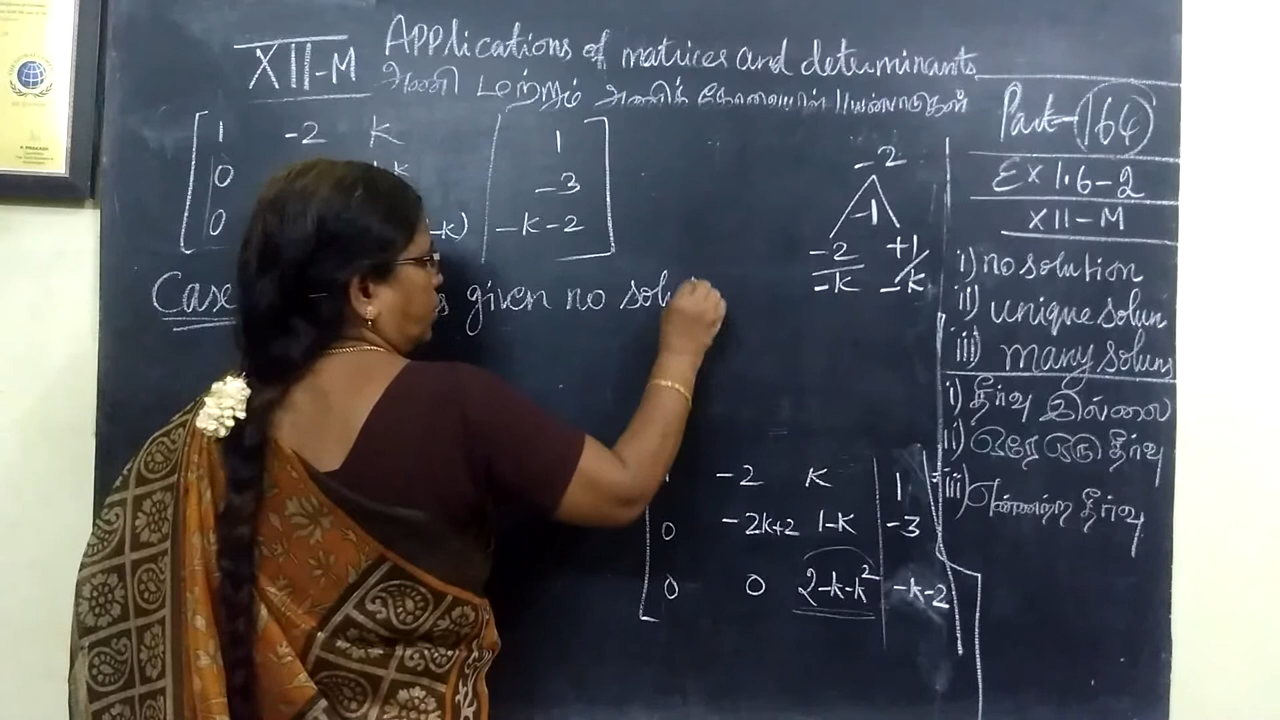 XII-M Applications of matrices and determinants
அணி மற்றும் அணிக் கோவையின் பயன்பாடுகள்
1 -2 K 1
0 -K -3
0 -K) -K-2
Case given no solu
-2
-1
-2 +1
-K -K
1 -2 K 1
0 -2K+2 1-K -3
0 0 2-K-K² -K-2
Part-164
Ex 1.6-2
XII-M
i) no solution
ii) unique solun
iii) many soluns
i) தீர்வு இல்லை
ii) ஒரே ஒரு தீர்வு
iii) எண்ணற்ற தீர்வு